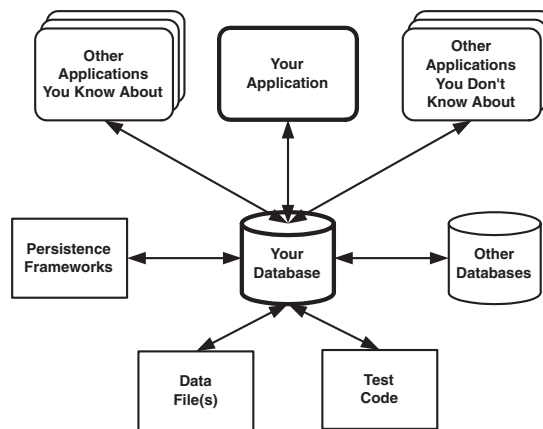 Other
Applications
You Know About
Your
Application
Other
Applications
You Don't
Know About
Persistence
Frameworks
Your
Database
Other
Databases
Data
File(s)
Test
Code